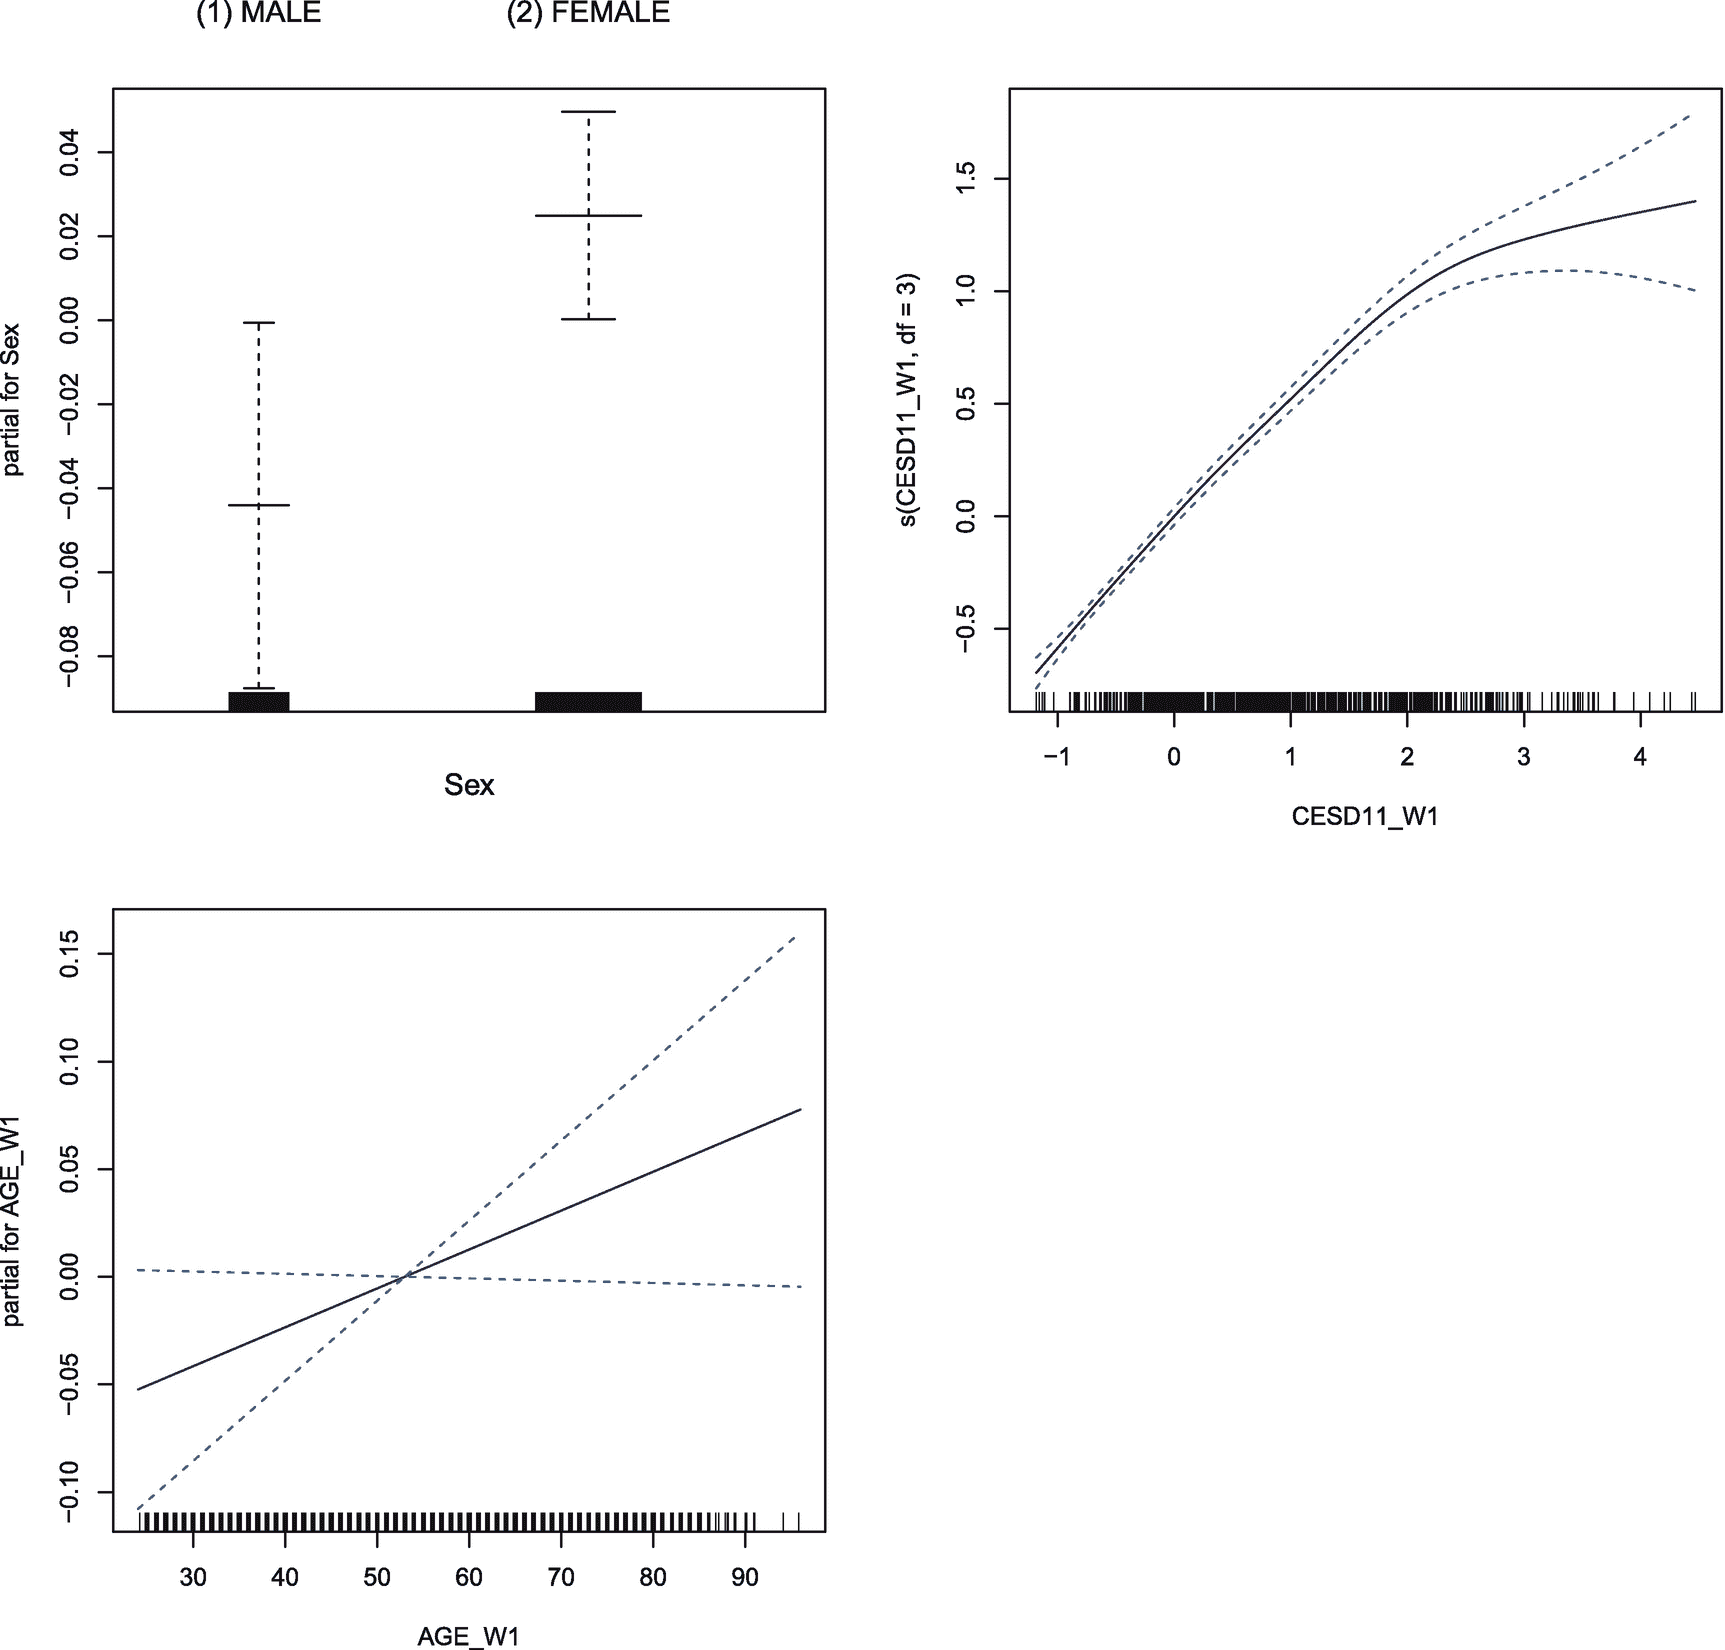 (1) MALE (2) FEMALE
partial for Sex
0.04
0.02
0.00
−0.02
−0.04
−0.06
−0.08
Sex
s(CESD11_W1, df = 3)
1.5
1.0
0.5
0.0
−0.5
−1 0 1 2 3 4
CESD11_W1
partial for AGE_W1
0.15
0.10
0.05
0.00
−0.05
−0.10
30 40 50 60 70 80 90
AGE_W1